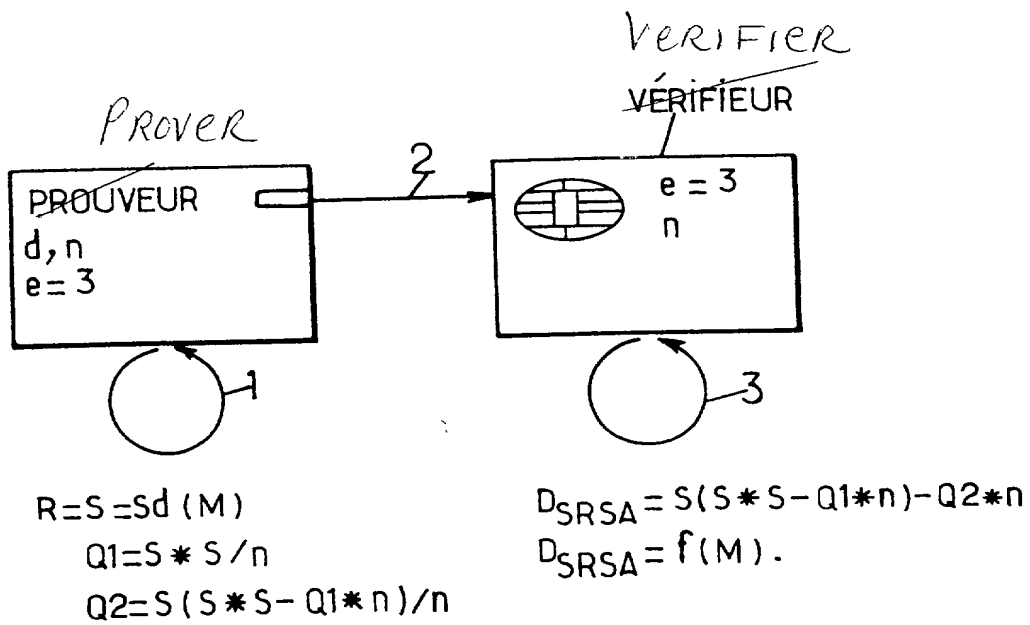 VERIFIER
VÉRIFIEUR
PROVER
2
PROUVEUR
d,n
e=3
e=3
n
1
3
R=S=Sd(M)
Q1=S*S/n
Q2=S(S*S-Q1*n)/n
DSRSA=S(S*S-Q1*n)-Q2*n
DSRSA=f(M).